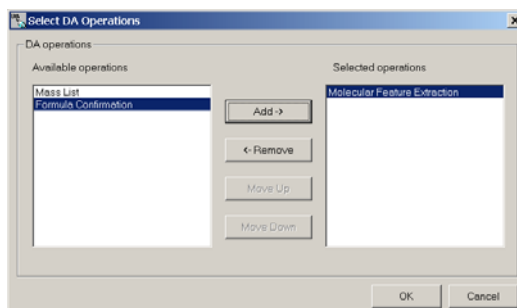 Select DA Operations
DA operations
Available operations
Selected operations
Mass List
Formula Confirmation
Molecular Feature Extraction
Add ->
<- Remove
Move Up
Move Down
OK
Cancel